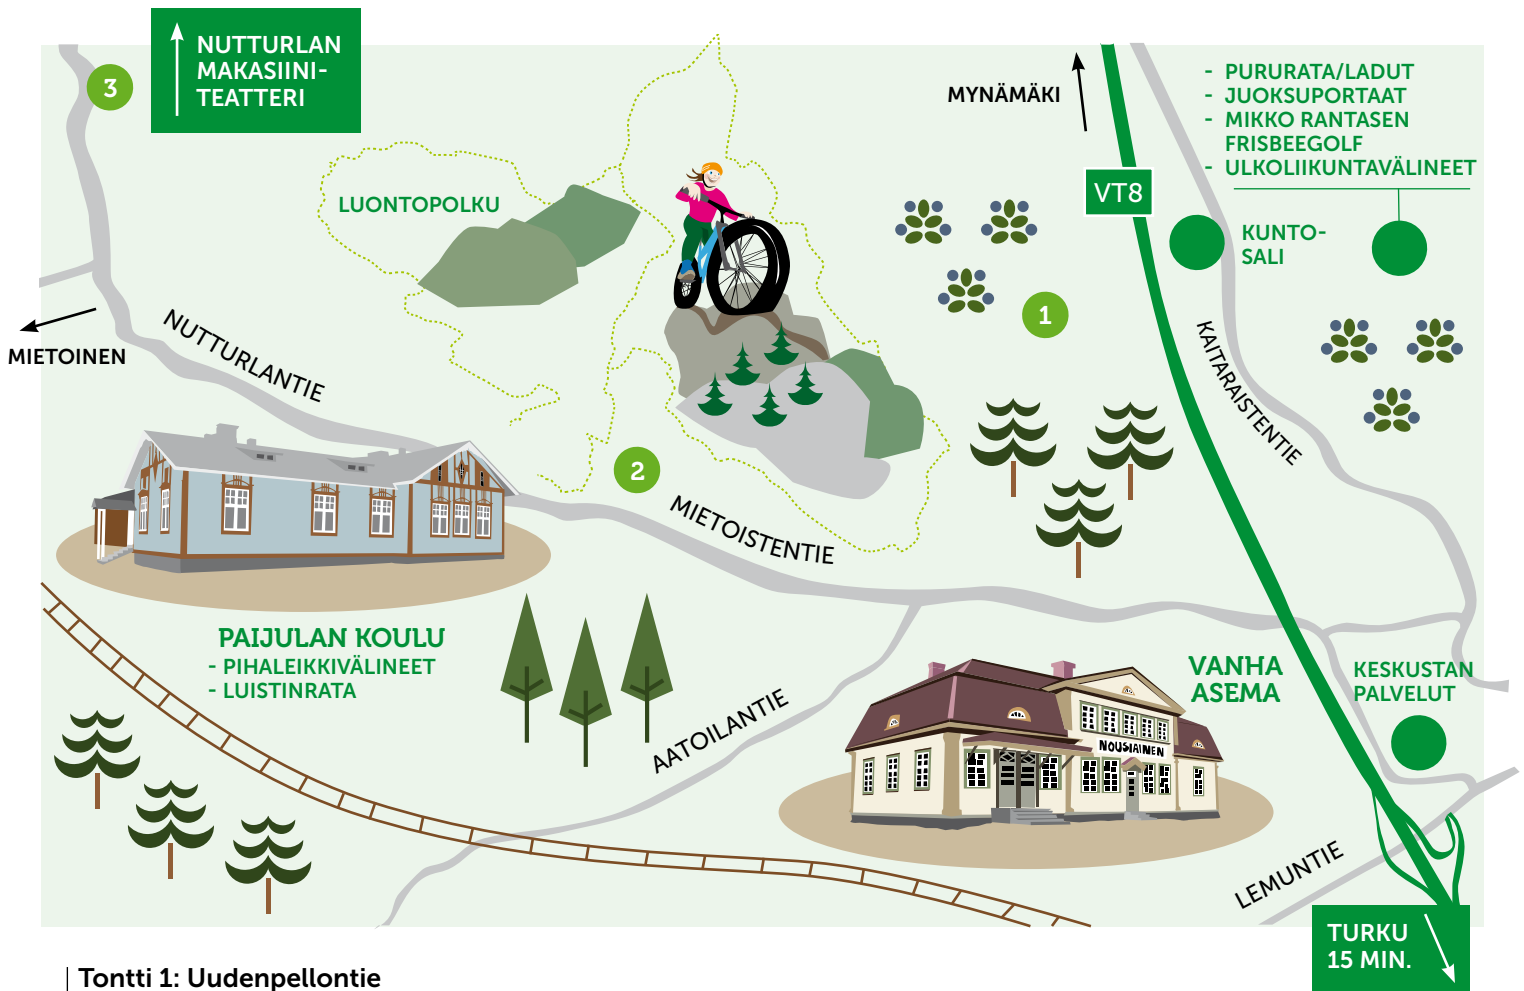 NUTTURLAN
MAKASIINI-
TEATTERI
3
MYNÄMÄKI
- PURURATA/LADUT
- JUOKSUPORTAAT
- MIKKO RANTASEN
FRISBEEGOLF
- ULKOLIIKUNTAVÄLINEET
VT8
LUONTOPOLKU
KUNTO-
SALI
1
MIETOINEN
NUTTURLANTIE
KAITARAISTENTIE
2
MIETOISTENTIE
PAIJULAN KOULU
- PIHALEIKKIVÄLINEET
- LUISTINRATA
AATOILANTIE
VANHA
ASEMA
NOUSIAINEN
KESKUSTAN
PALVELUT
LEMUNTIE
TURKU
15 MIN.
Tontti 1: Uudenpellontie